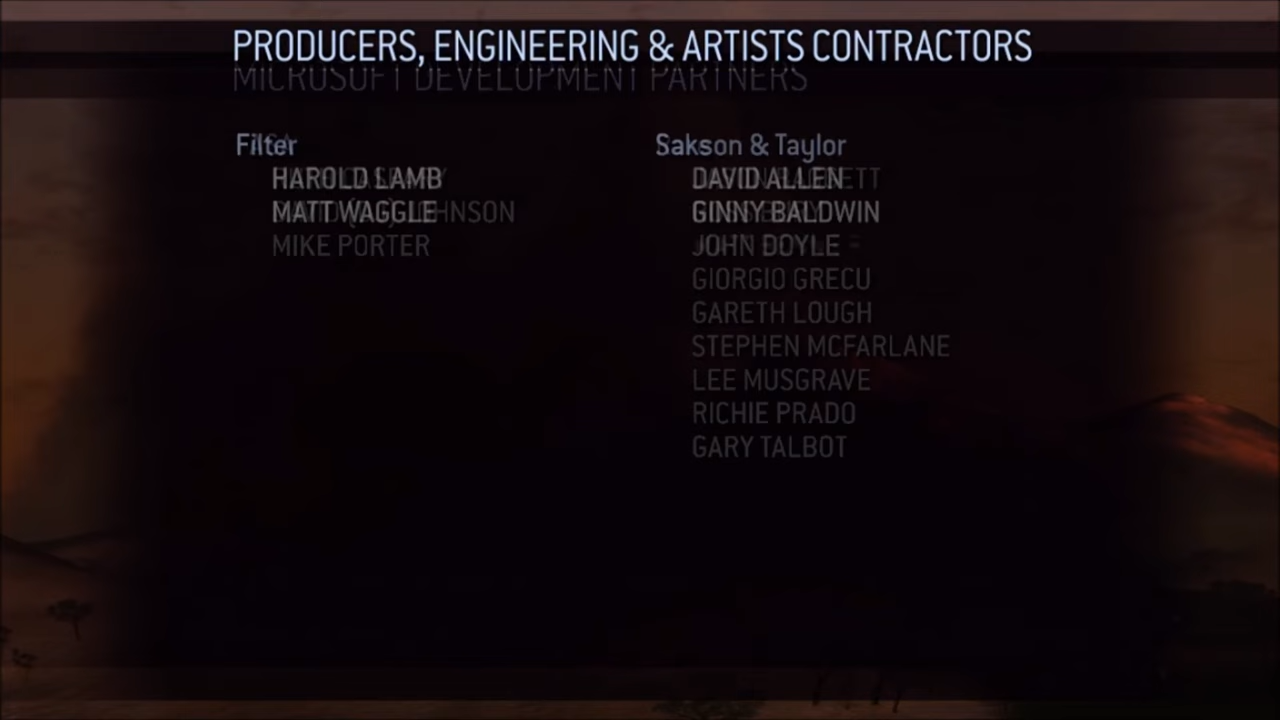 PRODUCERS, ENGINEERING & ARTISTS CONTRACTORS
MICROSOFT DEVELOPMENT PARTNERS
Filter
HAROLD LAMB
MATT WAGGLE
MIKE PORTER
Sakson & Taylor
DAVID ALLEN
GINNY BALDWIN
JOHN DOYLE
GIORGIO GRECU
GARETH LOUGH
STEPHEN MCFARLANE
LEE MUSGRAVE
RICHIE PRADO
GARY TALBOT